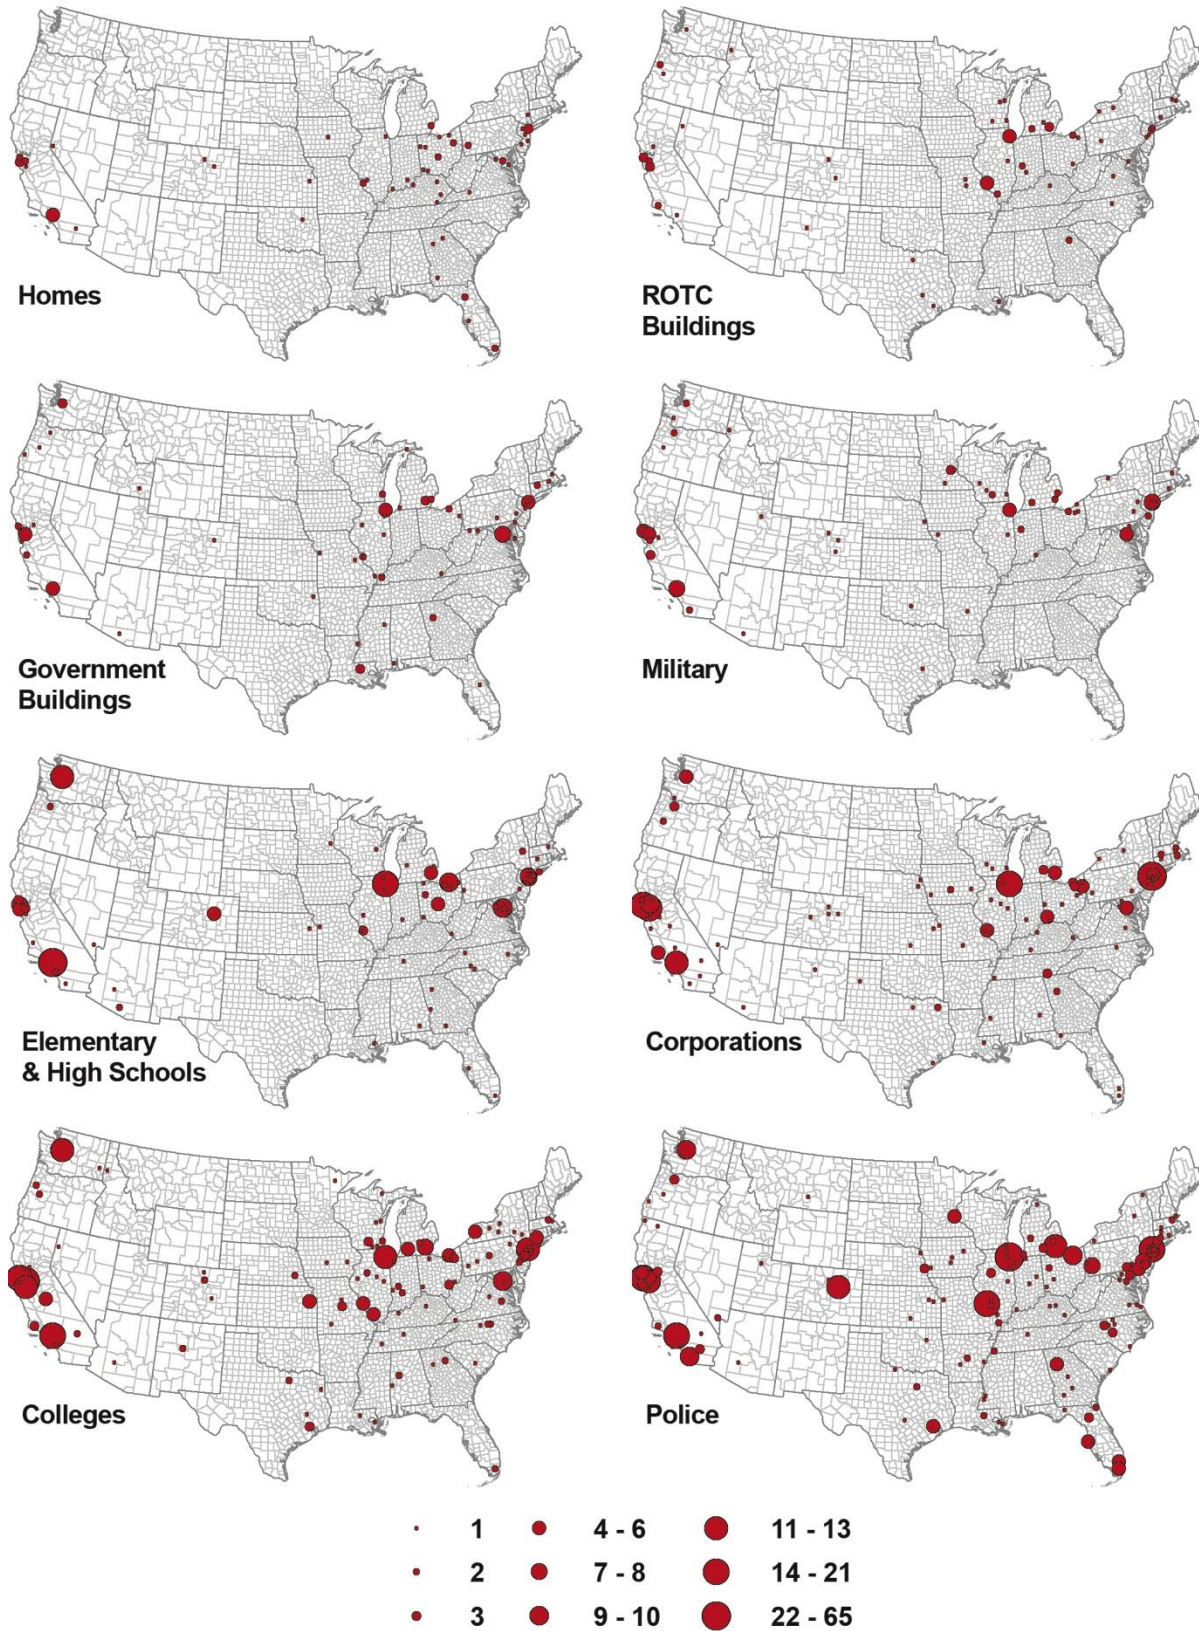 Homes
ROTC
Buildings
Government
Buildings
Military
Elementary
& High Schools
Corporations
Colleges
Police
1 4 - 6 11 - 13
2 7 - 8 14 - 21
3 9 - 10 22 - 65